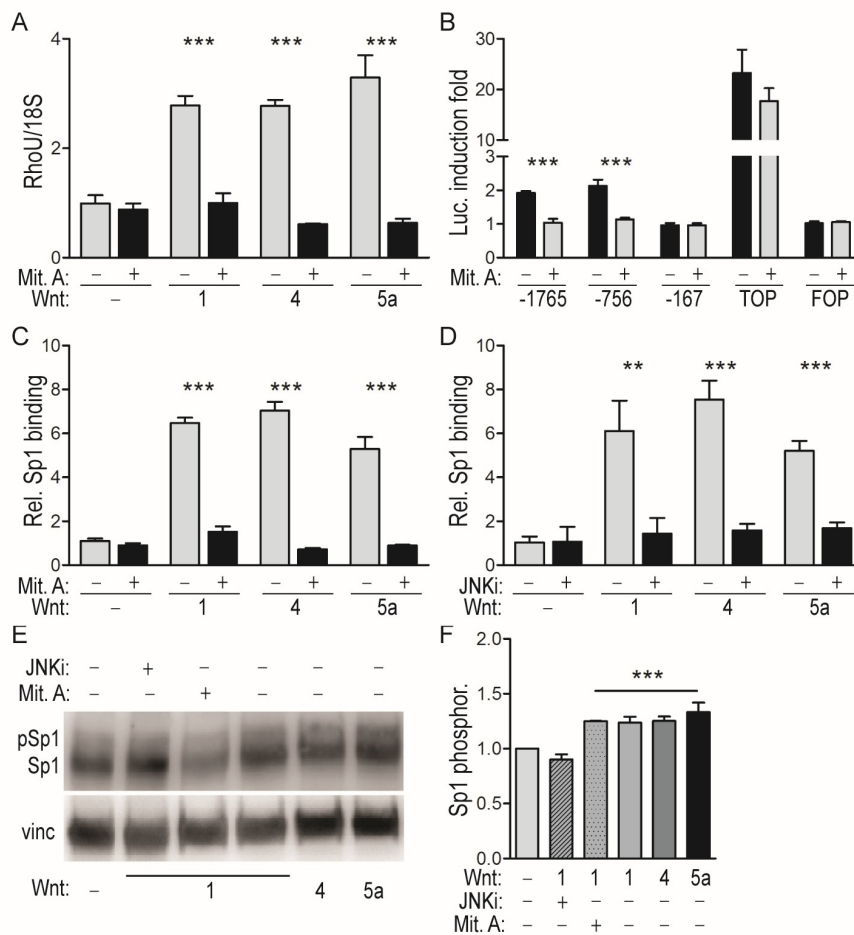 A
***
***
***
4
2
0
RhoU/18S
Mit. A: – + – + – + – +
Wnt: – 1 4 5a
B
30
20
10
3
2
1
0
***
***
Luc. induction fold
Mit. A: – + – + – + – + – +
-1765 -756 -167 TOP FOP
C
***
***
***
10
8
6
4
2
0
Rel. Sp1 binding
Mit. A: – + – + – + – +
Wnt: – 1 4 5a
D
**
***
***
10
8
6
4
2
0
Rel. Sp1 binding
JNKi: – + – + – + – +
Wnt: – 1 4 5a
E
JNKi: – + – – – –
Mit. A: – – + – – –
pSp1
Sp1
vinc
Wnt: – 1 4 5a
F
***
2.0
1.5
1.0
0.5
0.0
Sp1 phosphor.
Wnt: – 1 1 1 4 5a
JNKi: – + – – – –
Mit. A: – – + – – –